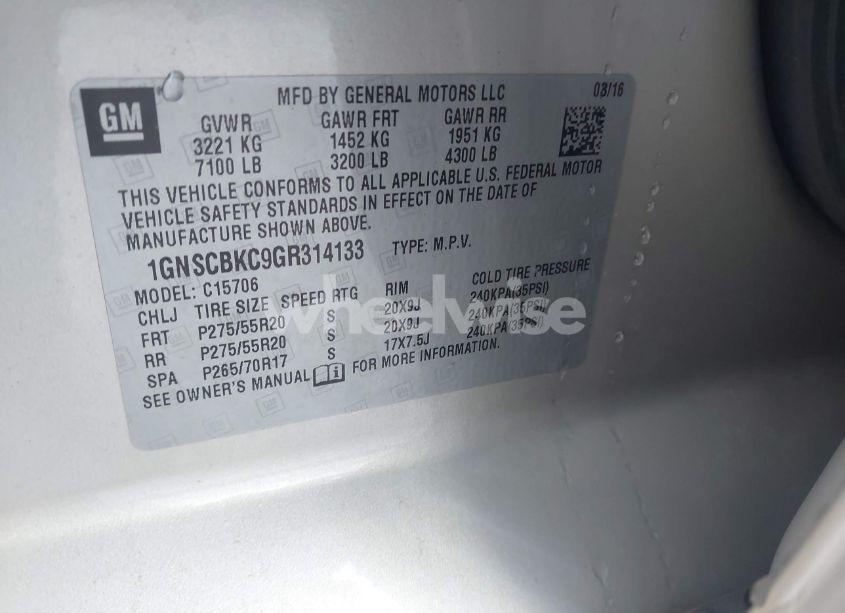 GM
MFD BY GENERAL MOTORS LLC 03/16
GVWR GAWR FRT GAWR RR
3221 KG 1452 KG 1951 KG
7100 LB 3200 LB 4300 LB
THIS VEHICLE CONFORMS TO ALL APPLICABLE U.S. FEDERAL MOTOR
VEHICLE SAFETY STANDARDS IN EFFECT ON THE DATE OF
MANUFACTURE SHOWN ABOVE.
1GNSCBKC9GR314133 TYPE: M.P.V.
MODEL: C15706
CHLJ TIRE SIZE SPEED RTG RIM COLD TIRE PRESSURE
FRT P275/55R20 S 20X9J 240KPA(35PSI)
RR P275/55R20 S 20X9J 240KPA(35PSI)
SPA P265/70R17 S 17X7.5J 240KPA(35PSI)
SEE OWNER'S MANUAL FOR MORE INFORMATION.
wheelwise